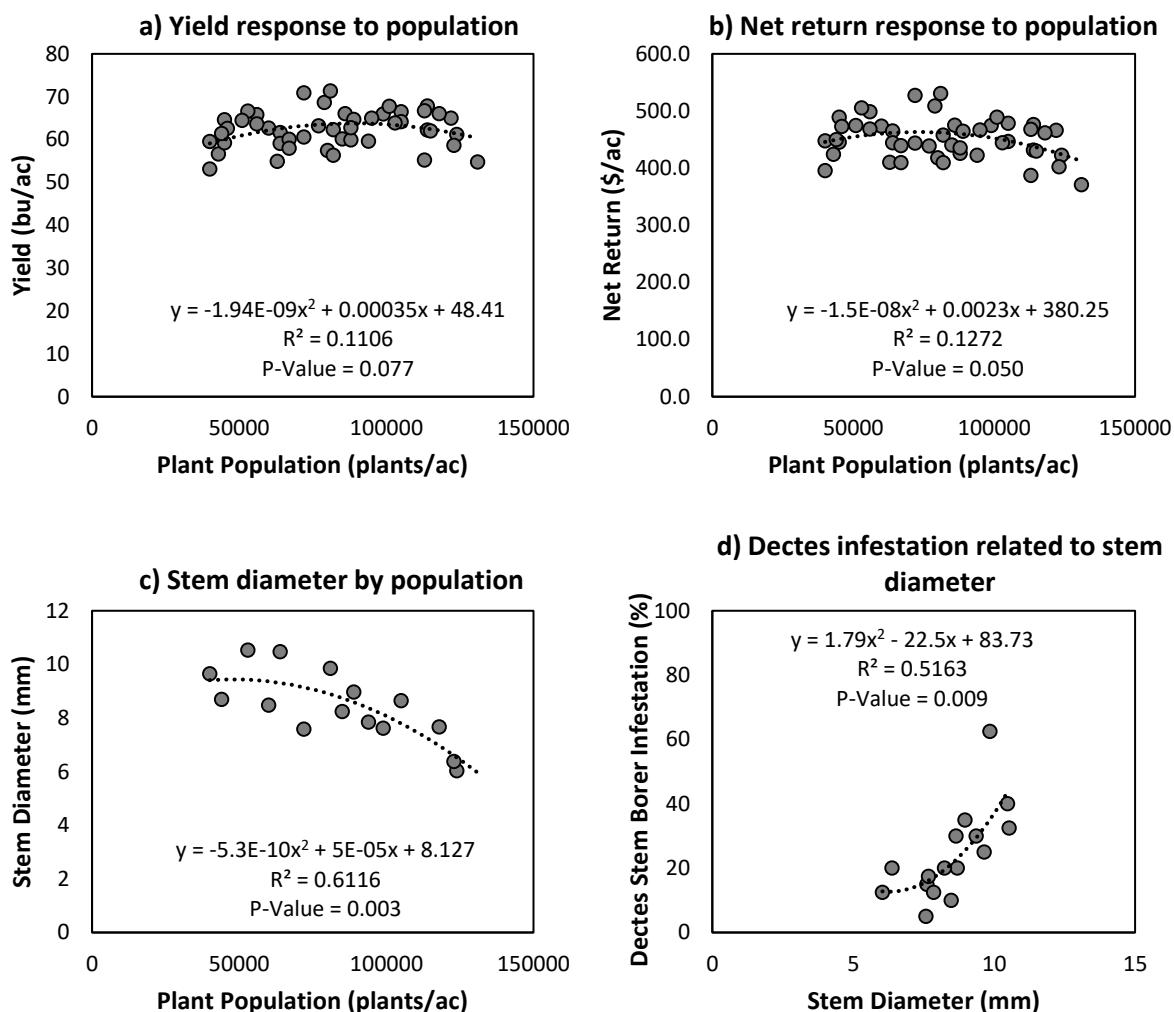 a) Yield response to population
80
70
60
50
40
30
20
10
0
Yield (bu/ac)
y = -1.94E-09x² + 0.00035x + 48.41
R² = 0.1106
P-Value = 0.077
0 50000 100000 150000
Plant Population (plants/ac)
b) Net return response to population
600.0
500.0
400.0
300.0
200.0
100.0
0.0
Net Return ($/ac)
y = -1.5E-08x² + 0.0023x + 380.25
R² = 0.1272
P-Value = 0.050
0 50000 100000 150000
Plant Population (plants/ac)
c) Stem diameter by population
12
10
8
6
4
2
0
Stem Diameter (mm)
y = -5.3E-10x² + 5E-05x + 8.127
R² = 0.6116
P-Value = 0.003
0 50000 100000 150000
Plant Population (plants/ac)
d) Dectes infestation related to stem
diameter
100
80
60
40
20
0
Dectes Stem Borer Infestation (%)
y = 1.79x² - 22.5x + 83.73
R² = 0.5163
P-Value = 0.009
0 5 10 15
Stem Diameter (mm)